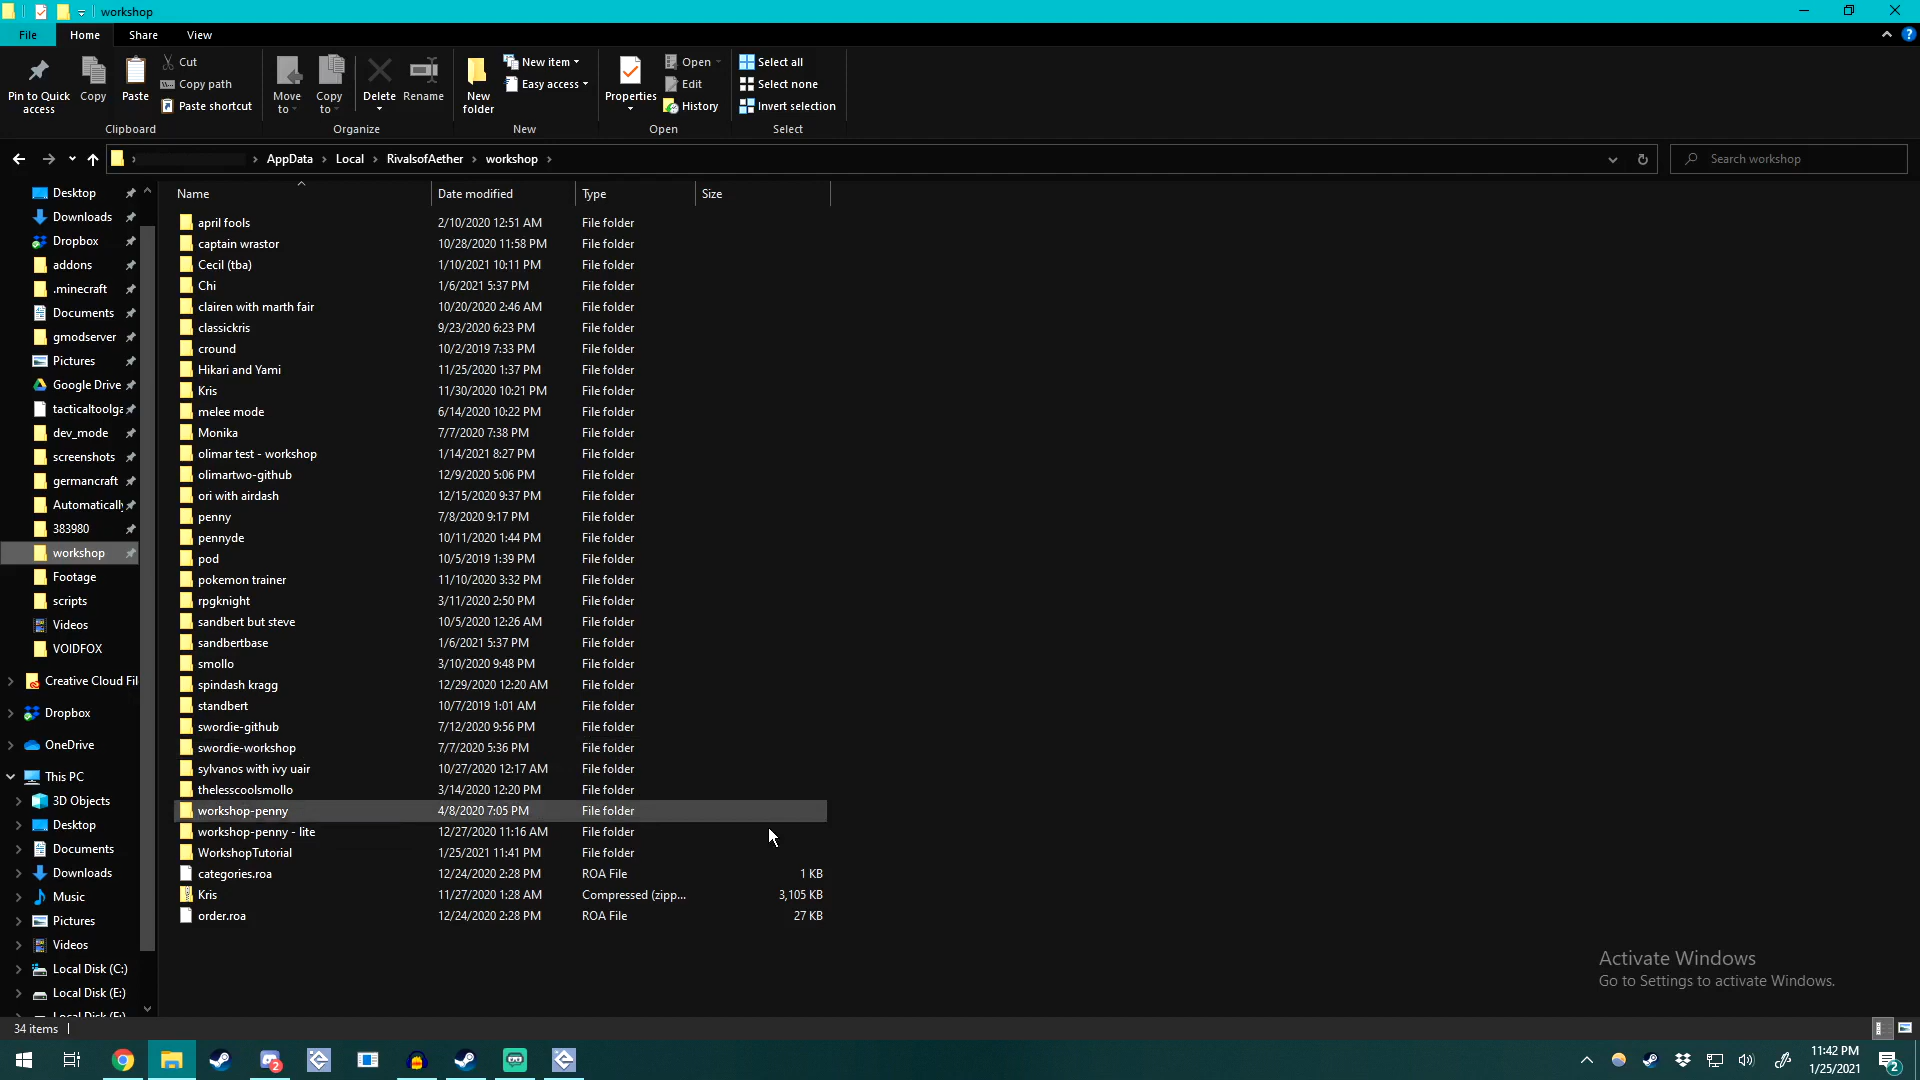 workshop
File Home Share View
Pin to Quick access
Copy
Paste
Cut
Copy path
Paste shortcut
Clipboard
Move to
Copy to
Delete
Rename
Organize
New folder
New item
Easy access
New
Properties
Open
Edit
History
Open
Select all
Select none
Invert selection
Select
AppData Local RivalsofAether workshop
Search workshop
Desktop
Downloads
Dropbox
addons
.minecraft
Documents
gmodserver
Pictures
Google Drive
tacticaltoolga
dev_mode
screenshots
germancraft
Automatically
383980
workshop
Footage
scripts
Videos
VOIDFOX
Creative Cloud Fil
Dropbox
OneDrive
This PC
3D Objects
Desktop
Documents
Downloads
Music
Pictures
Videos
Local Disk (C:)
Local Disk (E:)
Local Disk (F:)
Name Date modified Type Size
april fools 2/10/2020 12:51 AM File folder
captain wrastor 10/28/2020 11:58 PM File folder
Cecil (tba) 1/10/2021 10:11 PM File folder
Chi 1/6/2021 5:37 PM File folder
clairen with marth fair 10/20/2020 2:46 AM File folder
classickris 9/23/2020 6:23 PM File folder
cround 10/2/2019 7:33 PM File folder
Hikari and Yami 11/25/2020 1:37 PM File folder
Kris 11/30/2020 10:21 PM File folder
melee mode 6/14/2020 10:22 PM File folder
Monika 7/7/2020 7:38 PM File folder
olimar test - workshop 1/14/2021 8:27 PM File folder
olimartwo-github 12/9/2020 5:06 PM File folder
ori with airdash 12/15/2020 9:37 PM File folder
penny 7/8/2020 9:17 PM File folder
pennyde 10/11/2020 1:44 PM File folder
pod 10/5/2019 1:39 PM File folder
pokemon trainer 11/10/2020 3:32 PM File folder
rpgknight 3/11/2020 2:50 PM File folder
sandbert but steve 10/5/2020 12:26 AM File folder
sandbertbase 1/6/2021 5:37 PM File folder
smollo 3/10/2020 9:48 PM File folder
spindash kragg 12/29/2020 12:20 AM File folder
standbert 10/7/2019 1:01 AM File folder
swordie-github 7/12/2020 9:56 PM File folder
swordie-workshop 7/7/2020 5:36 PM File folder
sylvanos with ivy uair 10/27/2020 12:17 AM File folder
thelesscoolsmollo 3/14/2020 12:20 PM File folder
workshop-penny 4/8/2020 7:05 PM File folder
workshop-penny - lite 12/27/2020 11:16 AM File folder
WorkshopTutorial 1/25/2021 11:41 PM File folder
categories.roa 12/24/2020 2:28 PM ROA File 1 KB
Kris 11/27/2020 1:28 AM Compressed (zipp... 3,105 KB
order.roa 12/24/2020 2:28 PM ROA File 27 KB
Activate Windows
Go to Settings to activate Windows.
34 items
2
11:42 PM
1/25/2021
2